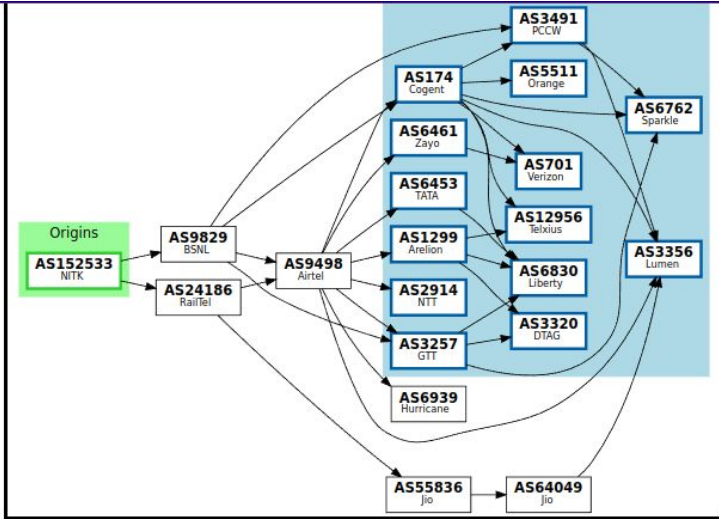 Origins
AS152533
NITK
AS9829
BSNL
AS24186
RailTel
AS9498
Airtel
AS174
Cogent
AS6461
Zayo
AS6453
TATA
AS1299
Arelion
AS2914
NTT
AS3257
GTT
AS6939
Hurricane
AS55836
Jio
AS3491
PCCW
AS5511
Orange
AS701
Verizon
AS12956
Telxius
AS6830
Liberty
AS3320
DTAG
AS64049
Jio
AS6762
Sparkle
AS3356
Lumen